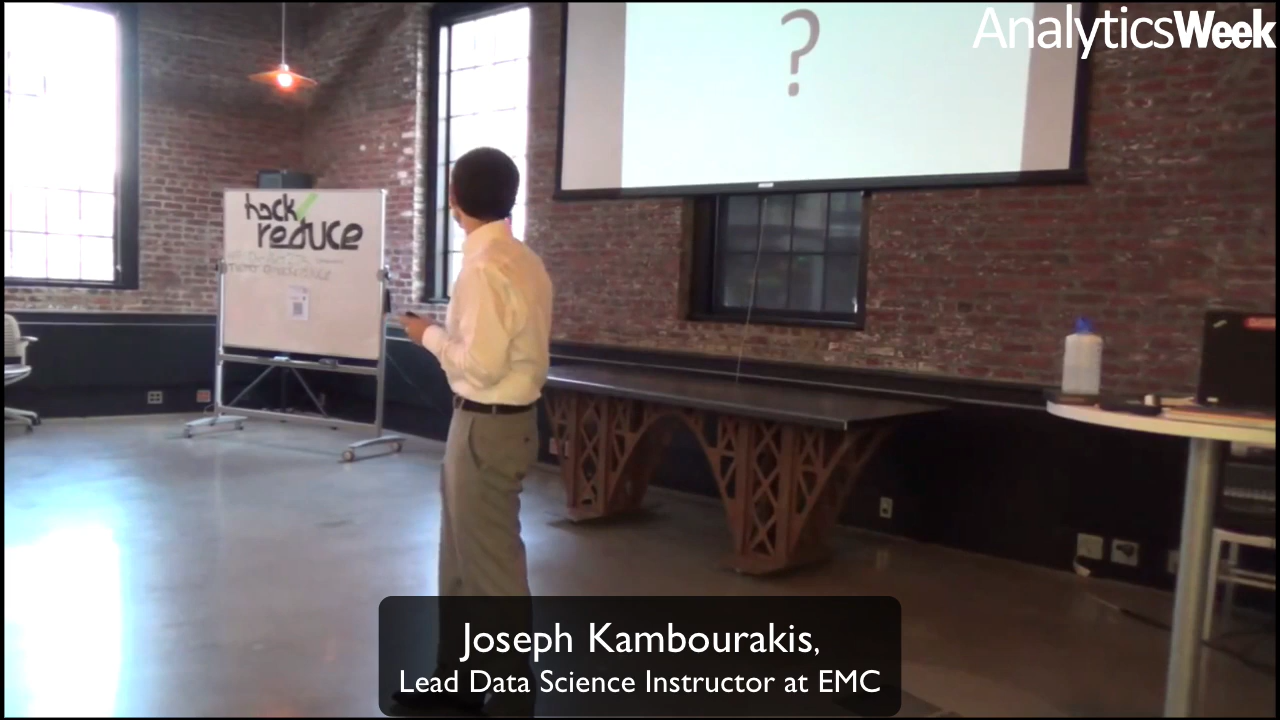 AnalyticsWeek
?
hack/
reduce
Joseph Kambourakis,
Lead Data Science Instructor at EMC